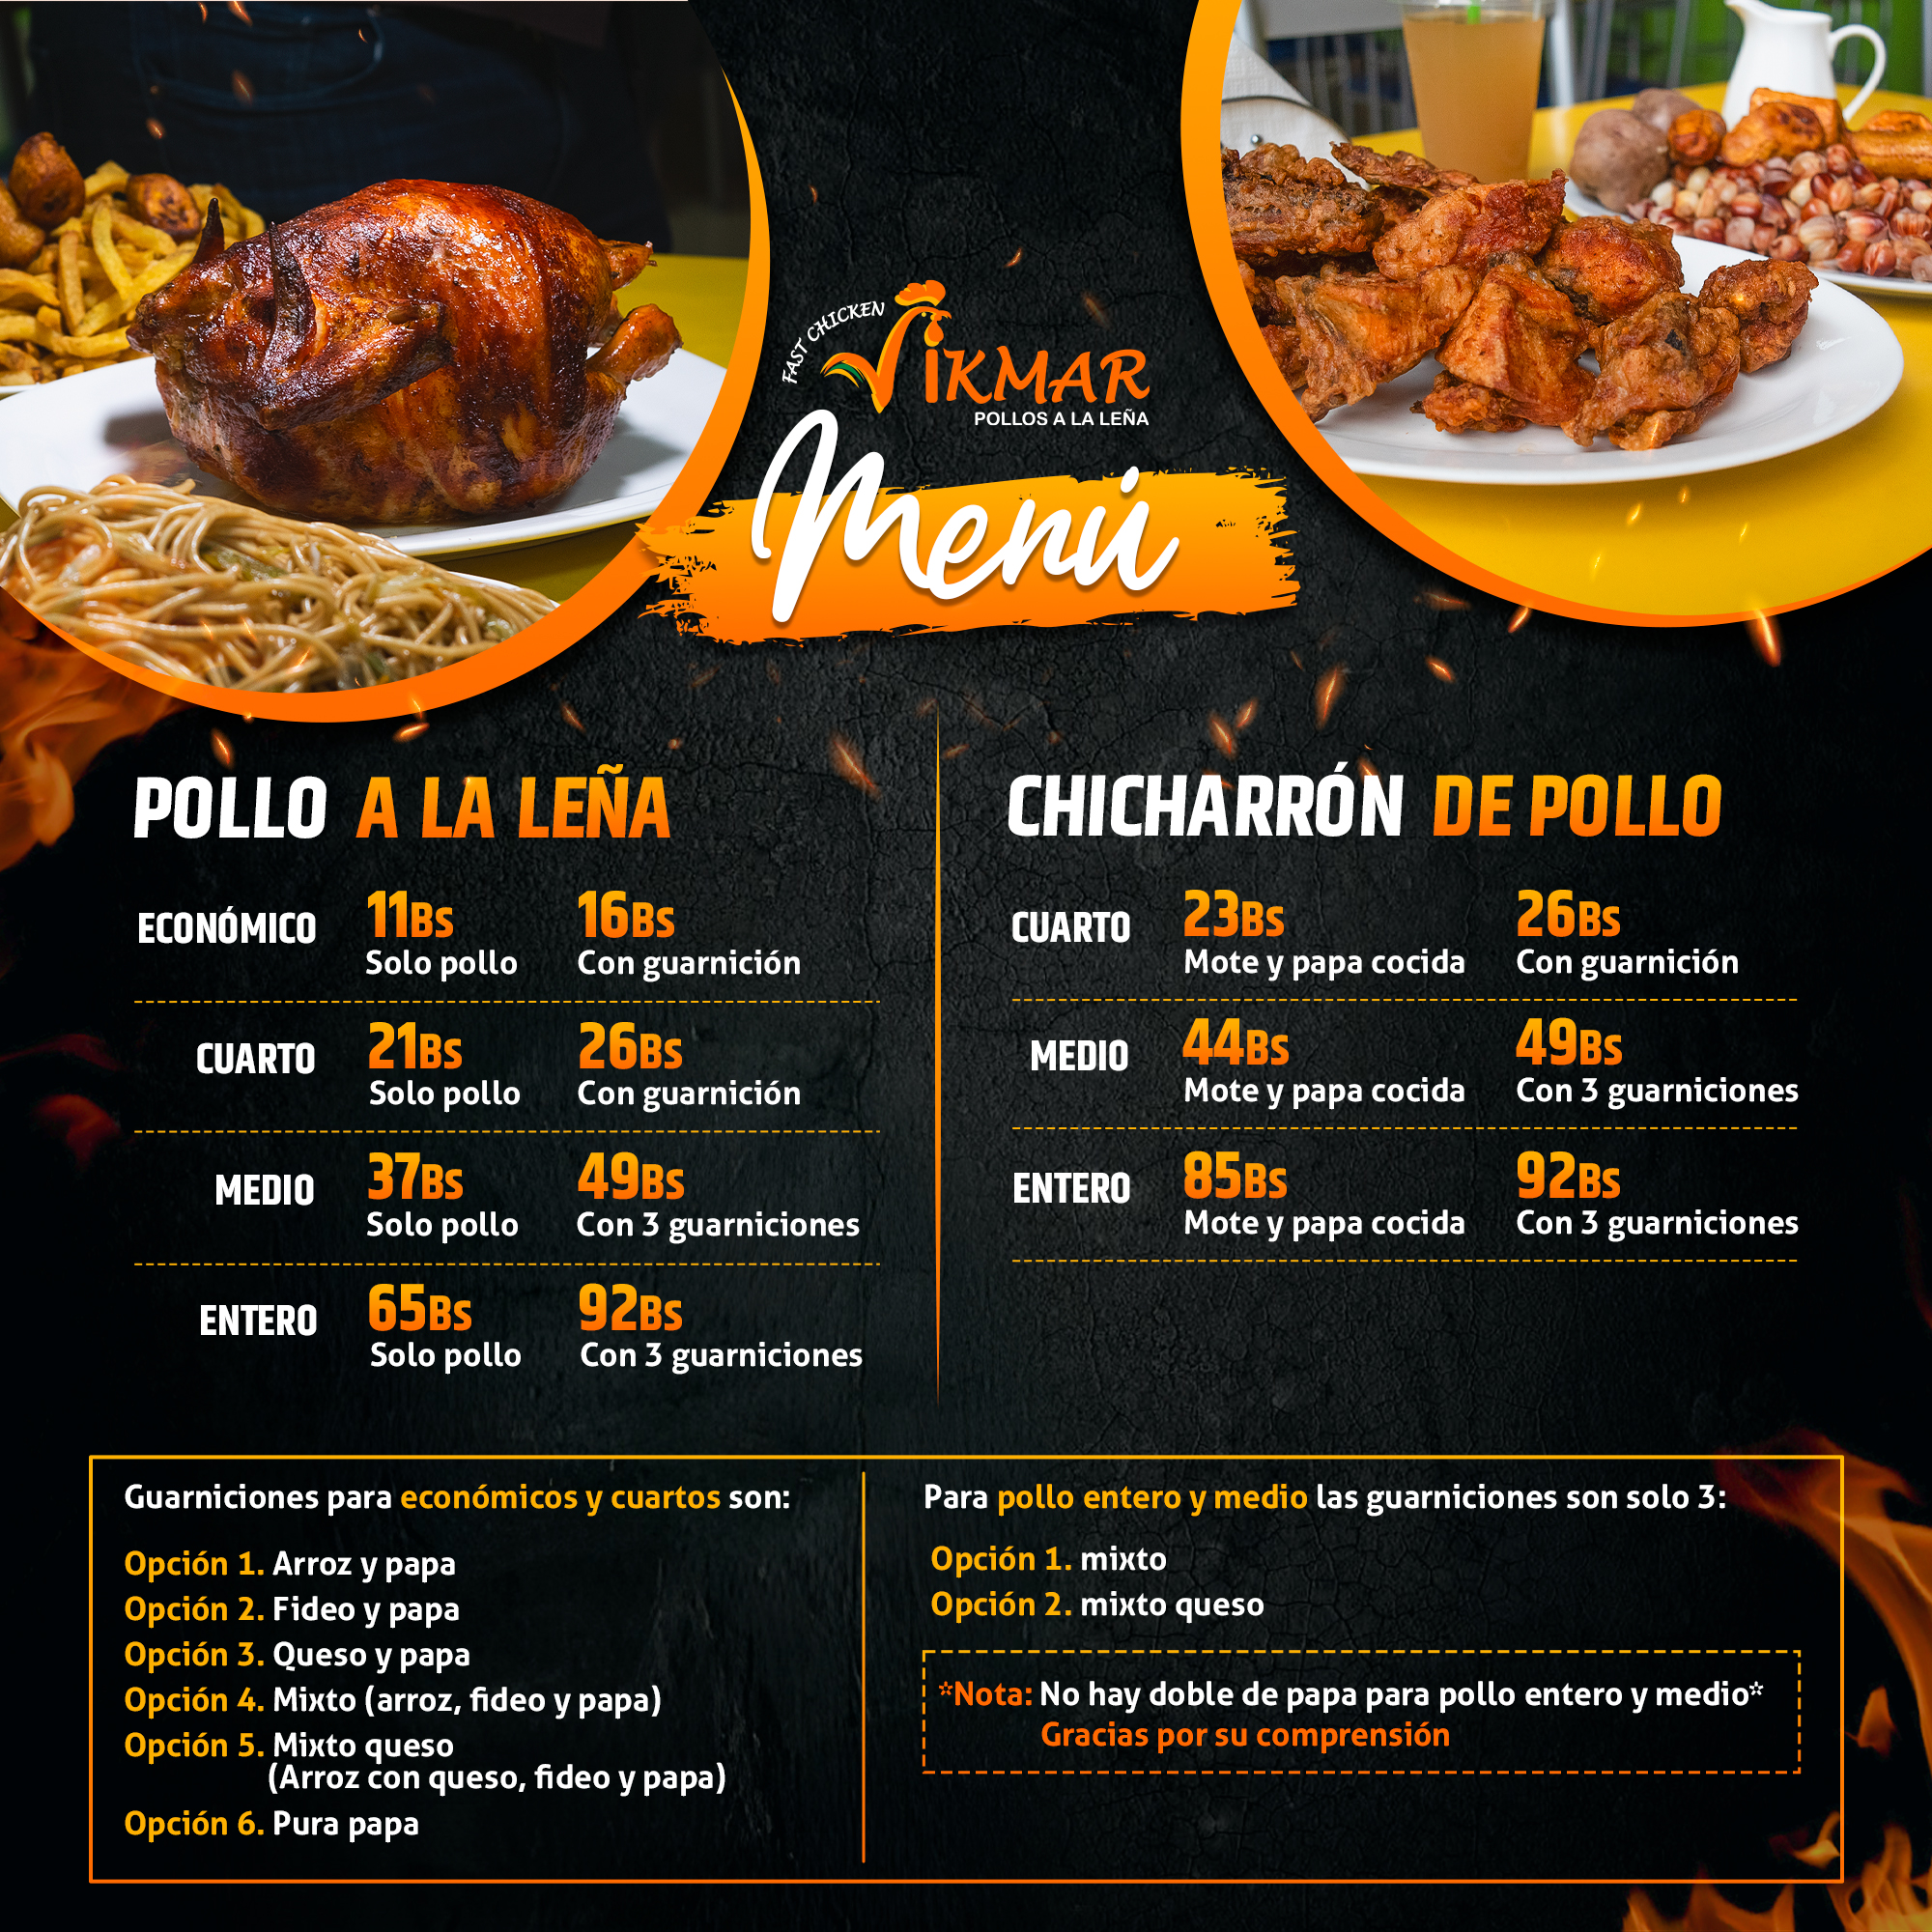 FAST CHICKEN
VIKMAR
POLLOS A LA LEÑA
Menú
POLLO A LA LEÑA
ECONÓMICO 11Bs 16Bs
Solo pollo Con guarnición
CUARTO 21Bs 26Bs
Solo pollo Con guarnición
MEDIO 37Bs 49Bs
Solo pollo Con 3 guarniciones
ENTERO 65Bs 92Bs
Solo pollo Con 3 guarniciones
CHICHARRÓN DE POLLO
CUARTO 23Bs 26Bs
Mote y papa cocida Con guarnición
MEDIO 44Bs 49Bs
Mote y papa cocida Con 3 guarniciones
ENTERO 85Bs 92Bs
Mote y papa cocida Con 3 guarniciones
Guarniciones para económicos y cuartos son:
Opción 1. Arroz y papa
Opción 2. Fideo y papa
Opción 3. Queso y papa
Opción 4. Mixto (arroz, fideo y papa)
Opción 5. Mixto queso
(Arroz con queso, fideo y papa)
Opción 6. Pura papa
Para pollo entero y medio las guarniciones son solo 3:
Opción 1. mixto
Opción 2. mixto queso
*Nota: No hay doble de papa para pollo entero y medio*
Gracias por su comprensión